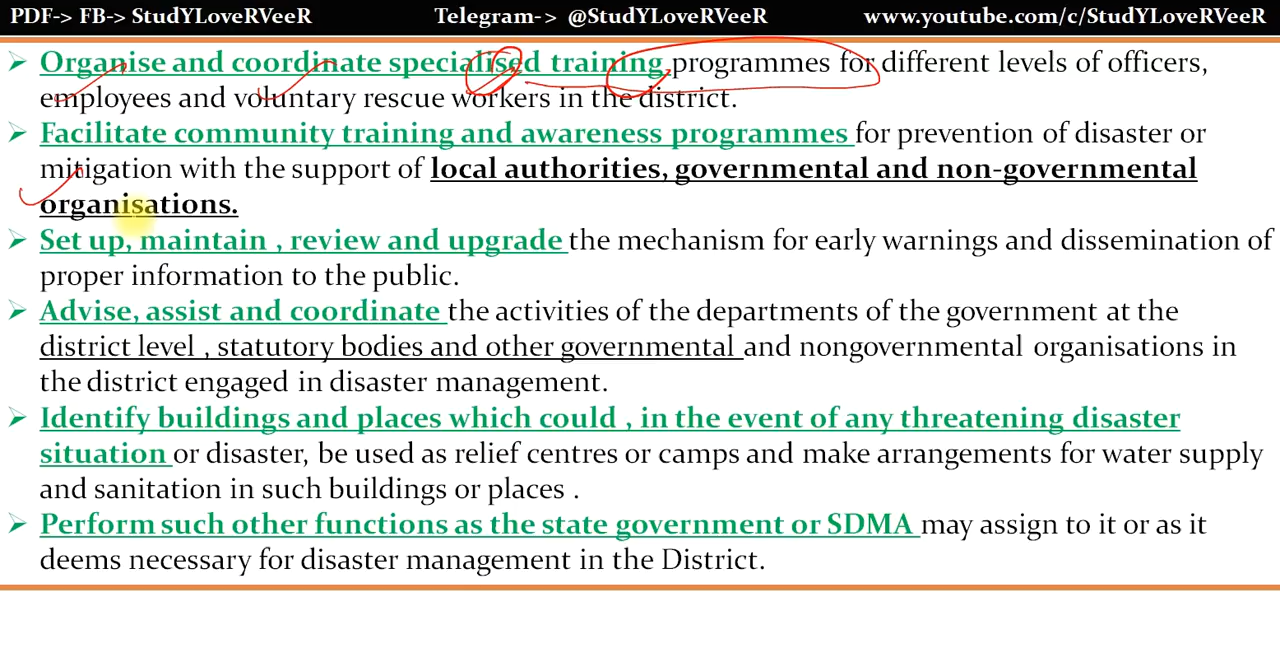 PDF-> FB-> StudYLoveRVeeR Telegram-> @StudYLoveRVeeR www.youtube.com/c/StudYLoveRVeeR
➢ Organise and coordinate specialised training programmes for different levels of officers,
employees and voluntary rescue workers in the district.
➢ Facilitate community training and awareness programmes for prevention of disaster or
mitigation with the support of local authorities, governmental and non-governmental
organisations.
➢ Set up, maintain , review and upgrade the mechanism for early warnings and dissemination of
proper information to the public.
➢ Advise, assist and coordinate the activities of the departments of the government at the
district level , statutory bodies and other governmental and nongovernmental organisations in
the district engaged in disaster management.
➢ Identify buildings and places which could , in the event of any threatening disaster
situation or disaster, be used as relief centres or camps and make arrangements for water supply
and sanitation in such buildings or places .
➢ Perform such other functions as the state government or SDMA may assign to it or as it
deems necessary for disaster management in the District.